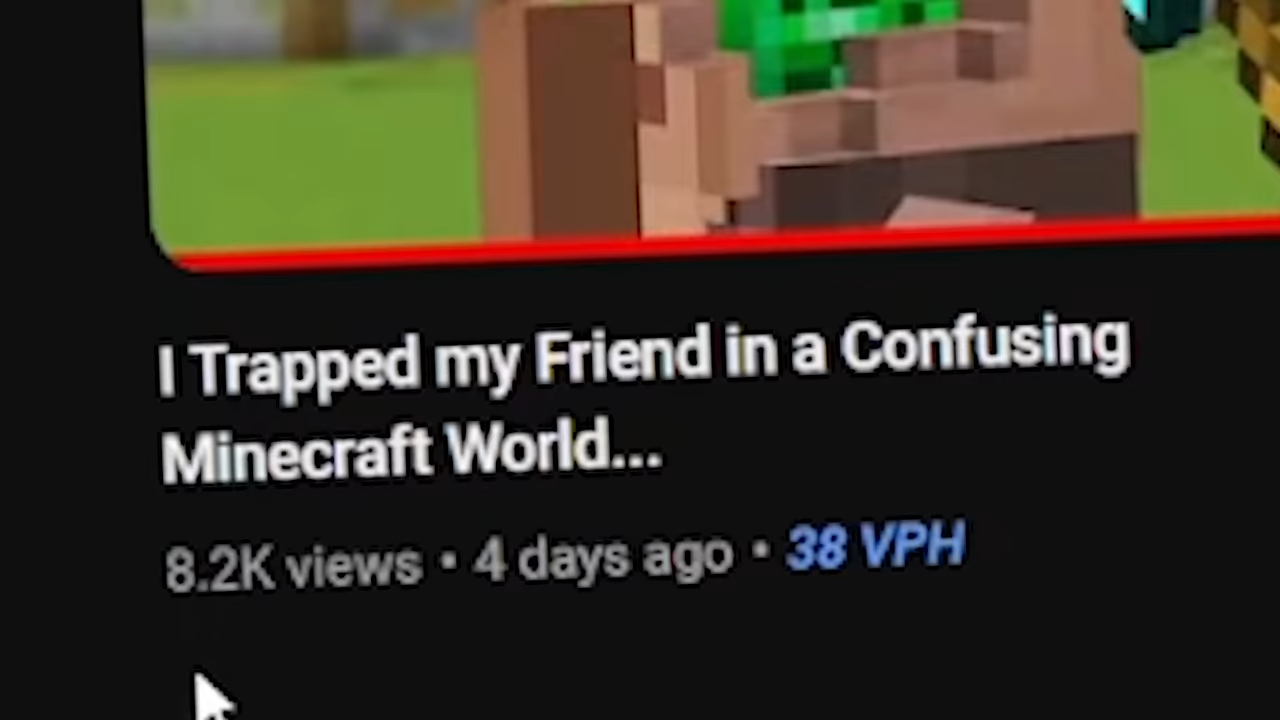 I Trapped my Friend in a Confusing
Minecraft World...
8.2K views • 4 days ago • 38 VPH